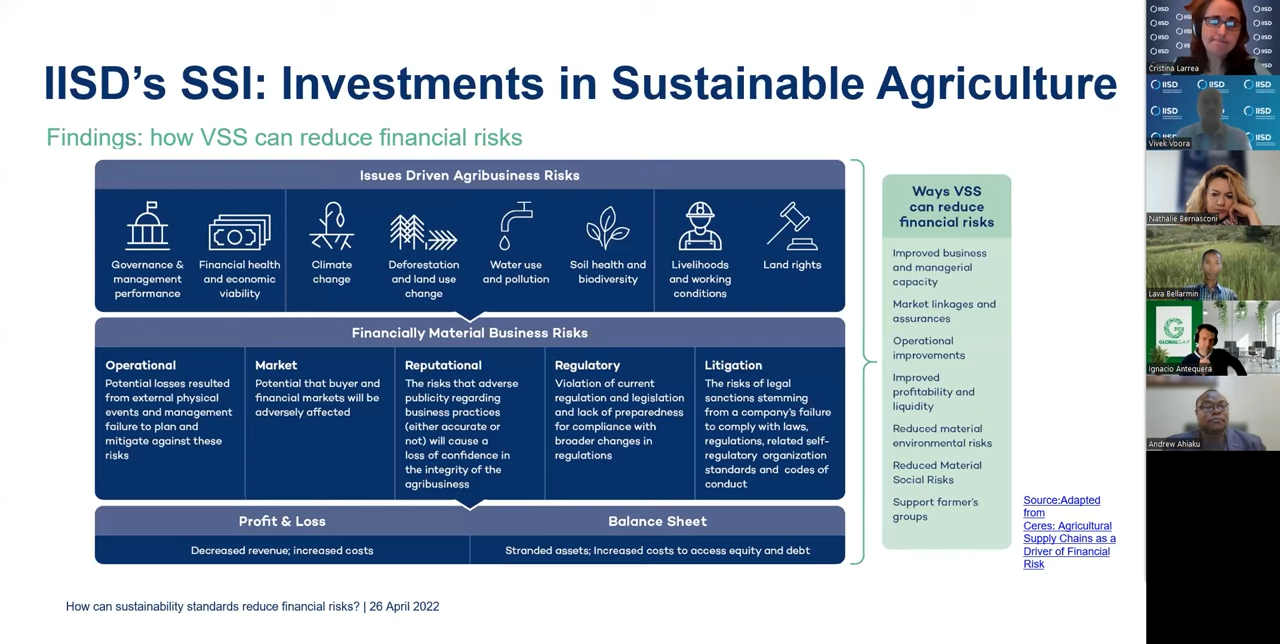 IISD's SSI: Investments in Sustainable Agriculture
Findings: how VSS can reduce financial risks
Issues Driven Agribusiness Risks
Governance &
management
performance
Financial health
and economic
viability
Climate
change
Deforestation
and land use
change
Water use
and pollution
Soil health and
biodiversity
Livelihoods
and working
conditions
Land rights
Financially Material Business Risks
Operational
Potential losses resulted
from external physical
events and management
failure to plan and
mitigate against these
risks
Market
Potential that buyer and
financial markets will be
adversely affected
Reputational
The risks that adverse
publicity regarding
business practices
(either accurate or
not) will cause a
loss of confidence in
the integrity of the
agribusiness
Regulatory
Violation of current
regulation and legislation
and lack of preparedness
for compliance with
broader changes in
regulations
Litigation
The risks of legal
sanctions stemming
from a company's failure
to comply with laws,
regulations, related self-
regulatory organization
standards and codes of
conduct
Profit & Loss
Decreased revenue; increased costs
Balance Sheet
Stranded assets; Increased costs to access equity and debt
Ways VSS
can reduce
financial risks
Improved business
and managerial
capacity
Market linkages and
assurances
Operational
improvements
Improved
profitability and
liquidity
Reduced material
environmental risks
Reduced Material
Social Risks
Support farmer's
groups
Source:Adapted
from
Ceres: Agricultural
Supply Chains as a
Driver of Financial
Risk
How can sustainability standards reduce financial risks? | 26 April 2022
IISD
Cristina Larrea
IISD
IISD
IISD
Vivek Voora
Nathalie Bernasconi
Lava Bellarmin
GLOBALG.A.P.
Ignacio Antequera
Andrew Ahiaku